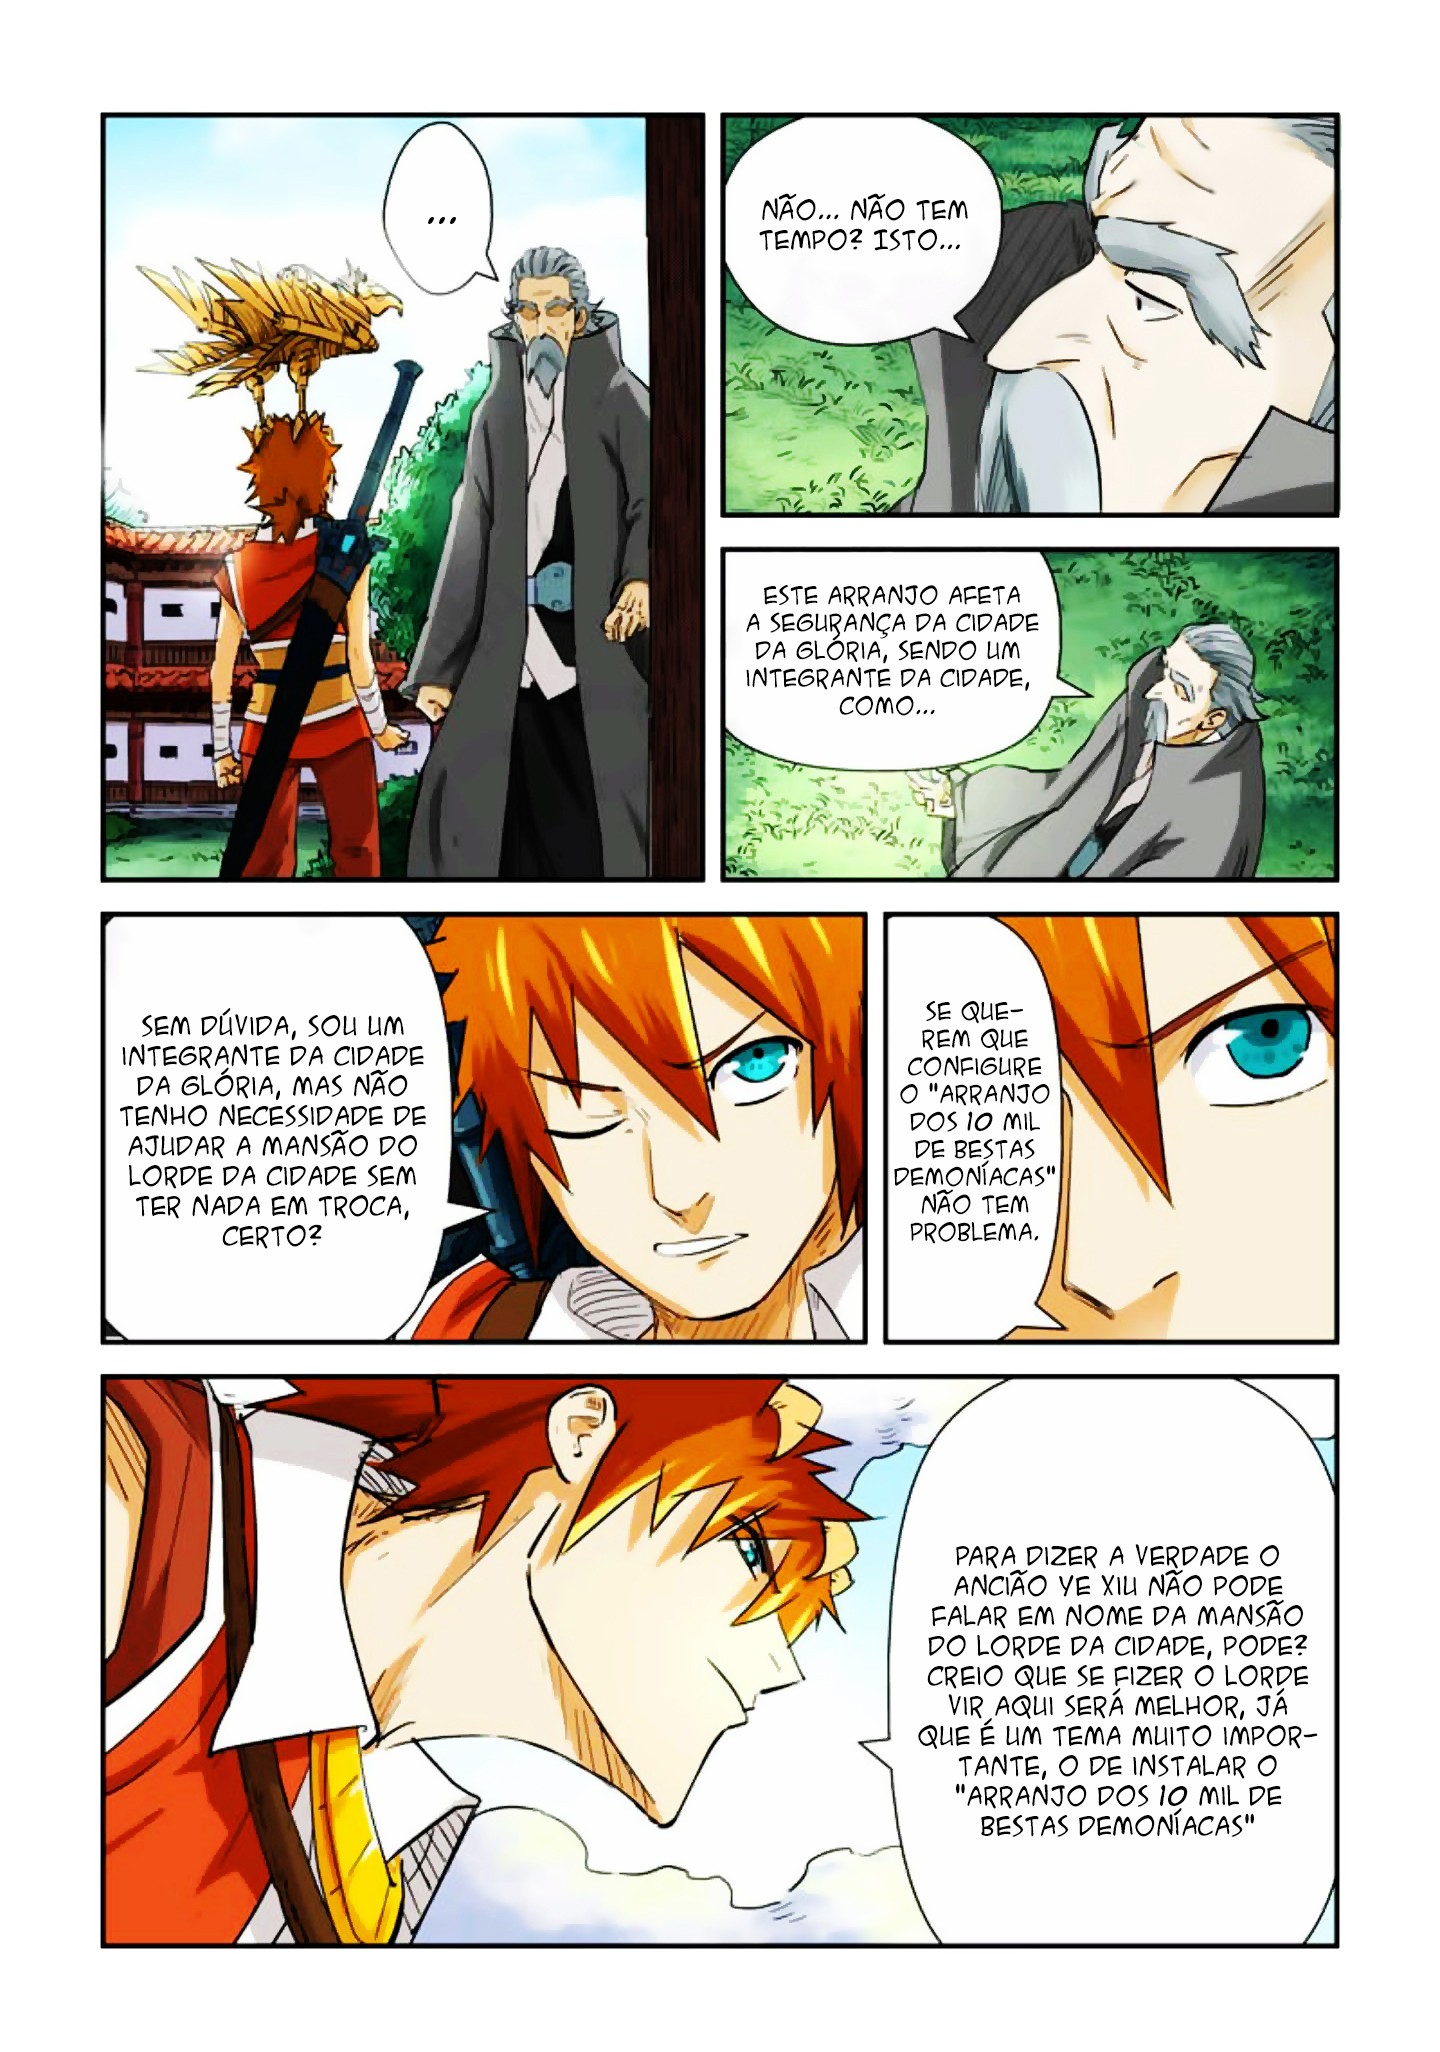 ...
NÃO... NÃO TEM
TEMPO? ISTO...
ESTE ARRANJO AFETA
A SEGURANÇA DA CIDADE
DA GLÓRIA, SENDO UM
INTEGRANTE DA CIDADE,
COMO...
SEM DÚVIDA, SOU UM
INTEGRANTE DA CIDADE
DA GLÓRIA, MAS NÃO
TENHO NECESSIDADE DE
AJUDAR A MANSÃO DO
LORDE DA CIDADE SEM
TER NADA EM TROCA,
CERTO?
SE QUE-
REM QUE
CONFIGURE
O "ARRANJO
DOS 10 MIL
DE BESTAS
DEMONÍACAS"
NÃO TEM
PROBLEMA.
PARA DIZER A VERDADE O
ANCIÃO YE XIU NÃO PODE
FALAR EM NOME DA MANSÃO
DO LORDE DA CIDADE, PODE?
CREIO QUE SE FIZER O LORDE
VIR AQUI SERÁ MELHOR, JÁ
QUE É UM TEMA MUITO IMPOR-
TANTE, O DE INSTALAR O
"ARRANJO DOS 10 MIL DE
BESTAS DEMONÍACAS"